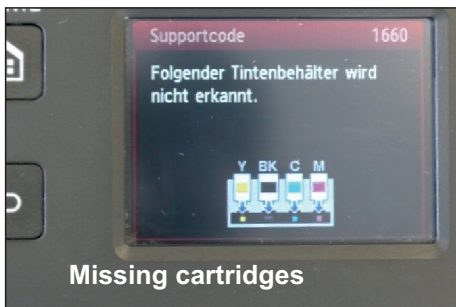 Supportcode 1660
Folgender Tintenbehälter wird
nicht erkannt.
Y BK C M
Missing cartridges